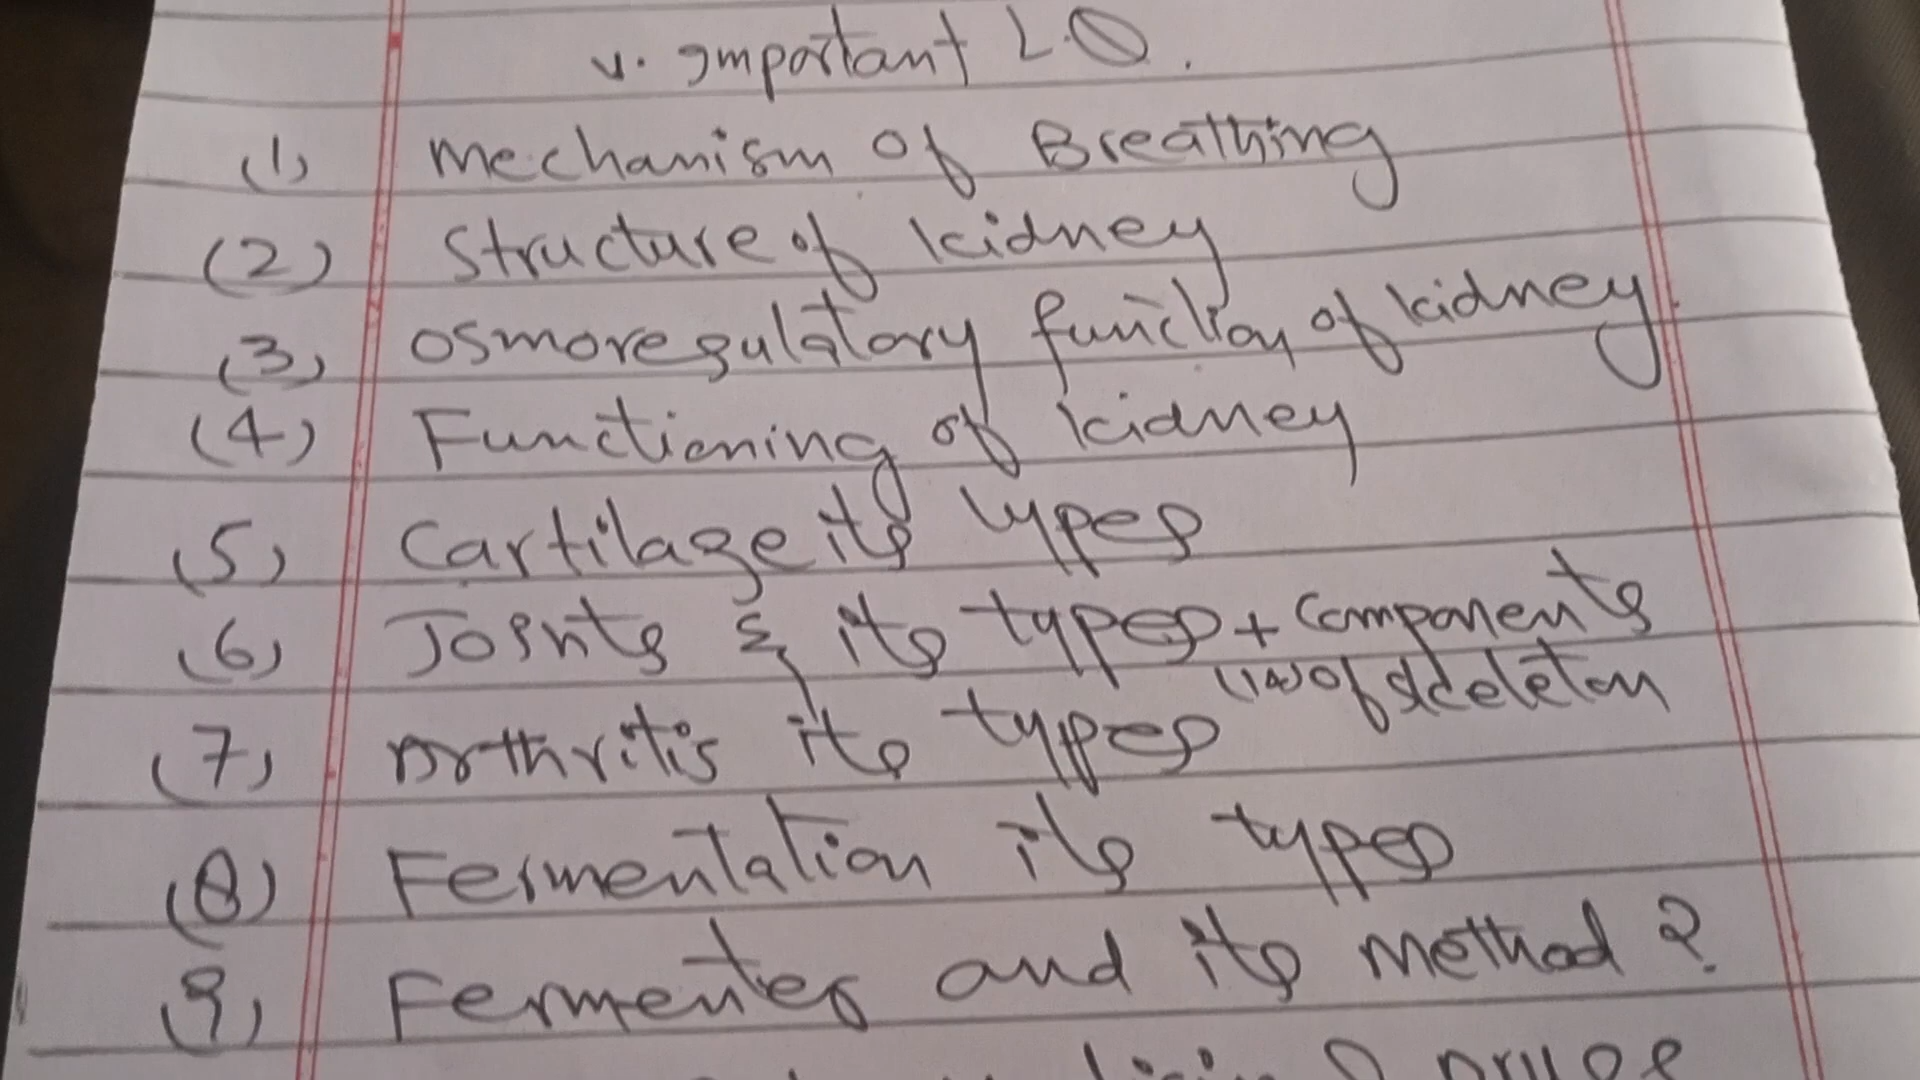 v. Important L.Q.
(1) Mechanism of Breathing
(2) Structure of kidney
(3) Osmoregulatory function of kidney.
(4) Functioning of kidney
(5) Cartilage its types
(6) Joints & its types + Components
of skeleton
(7) Arthritis its types
(8) Fermentation its types
(9) Fermenter and its method?